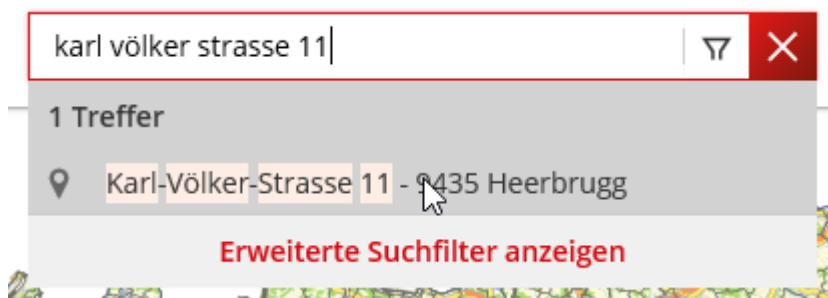 karl völker strasse 11
1 Treffer
Karl-Völker-Strasse 11 - 9435 Heerbrugg
Erweiterte Suchfilter anzeigen